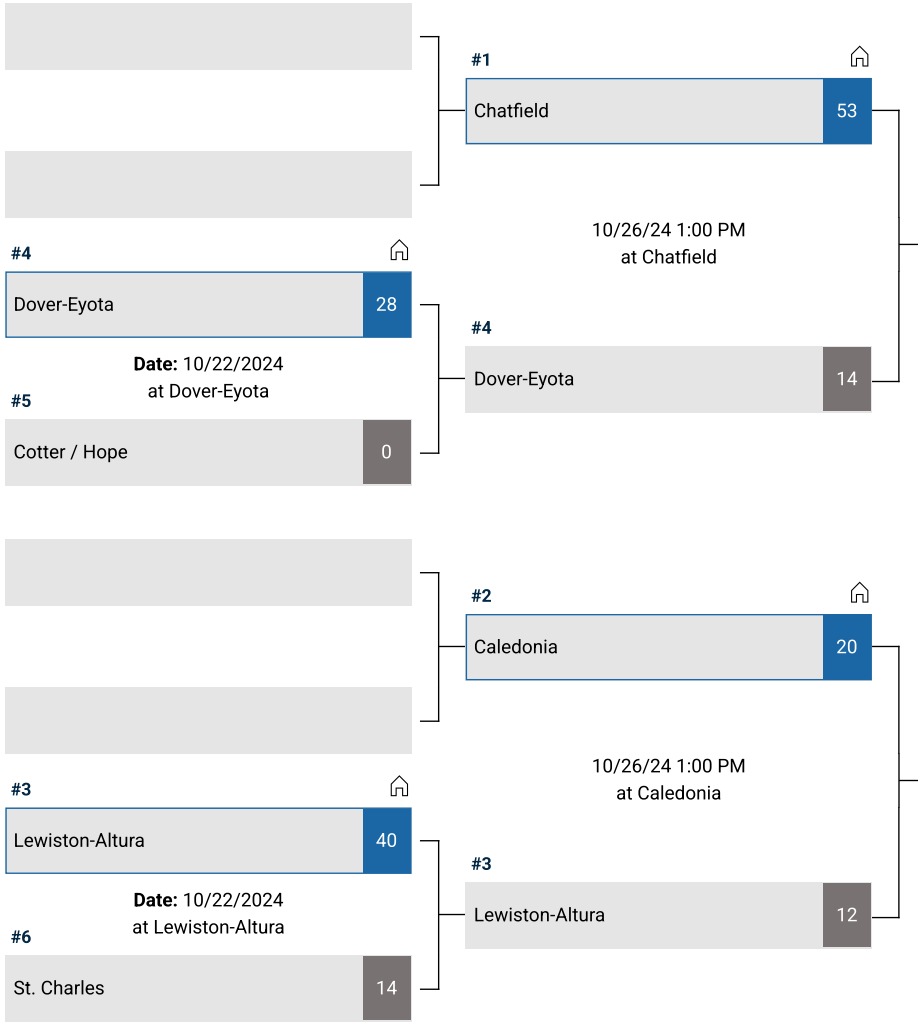 #1
Chatfield 53
10/26/24 1:00 PM
at Chatfield
#4
Dover-Eyota 28
Date: 10/22/2024
at Dover-Eyota
#5
Cotter / Hope 0
#4
Dover-Eyota 14
#2
Caledonia 20
10/26/24 1:00 PM
at Caledonia
#3
Lewiston-Altura 40
Date: 10/22/2024
at Lewiston-Altura
#6
St. Charles 14
#3
Lewiston-Altura 12